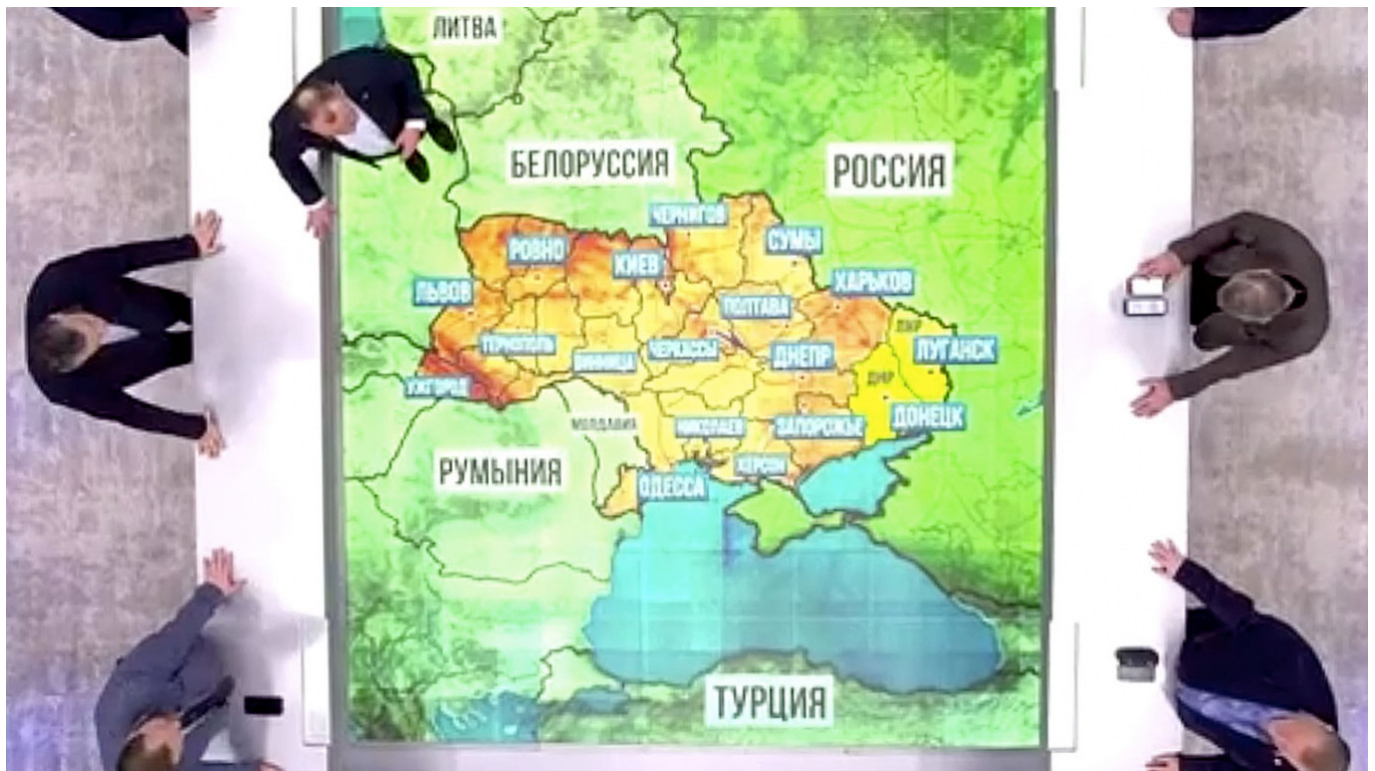 ЛИТВА
БЕЛОРУССИЯ
РОССИЯ
ЧЕРНИГОВ
РОВНО
КИЕВ
СУМЫ
ЛЬВОВ
ПОЛТАВА
ХАРЬКОВ
ТЕРНОПОЛЬ
ВИННИЦА
ЧЕРКАССЫ
ДНЕПР
ЛНР
ЛУГАНСК
УЖГОРОД
ДНР
МОЛДАВИЯ
НИКОЛАЕВ
ЗАПОРОЖЬЕ
ДОНЕЦК
РУМЫНИЯ
ОДЕССА
ХЕРСОН
ТУРЦИЯ